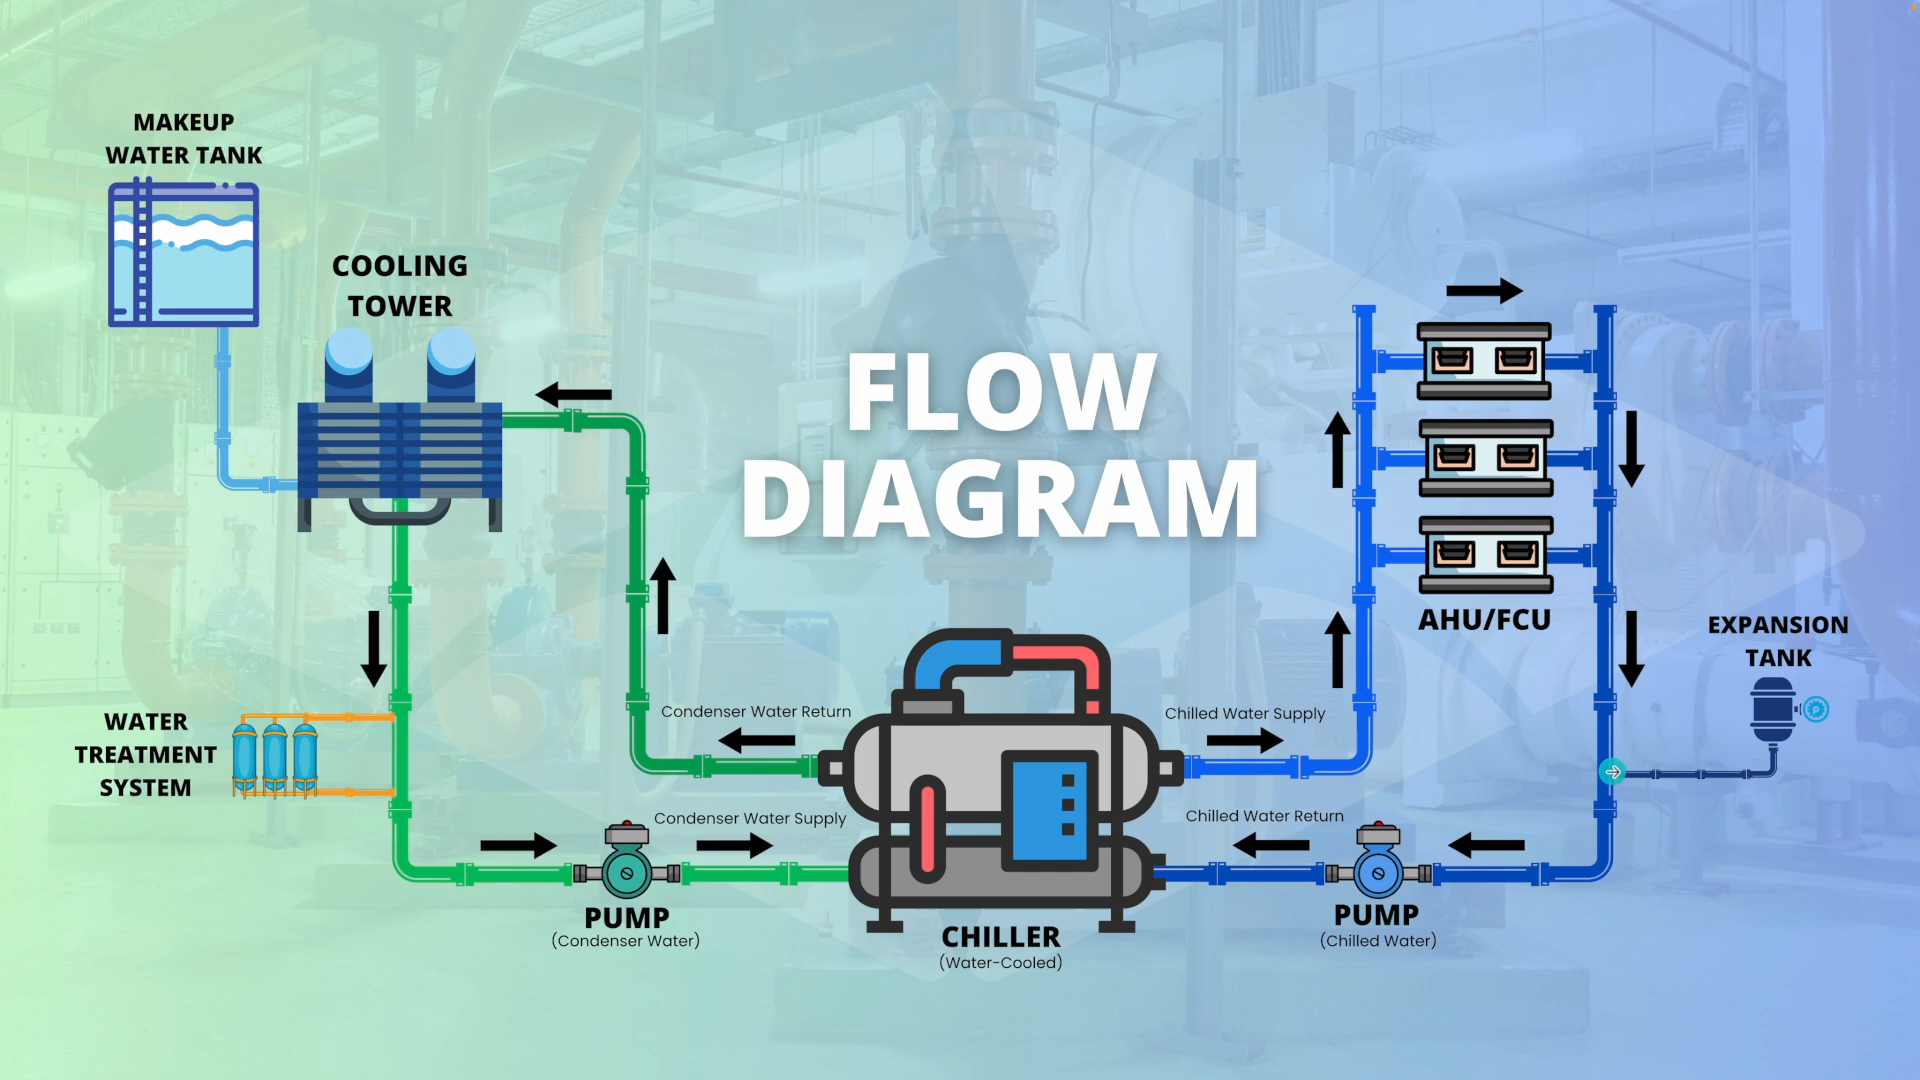 MAKEUP
WATER TANK
COOLING
TOWER
FLOW
DIAGRAM
AHU/FCU
EXPANSION
TANK
WATER
TREATMENT
SYSTEM
Condenser Water Return
Chilled Water Supply
Condenser Water Supply
Chilled Water Return
PUMP
(Condenser Water)
CHILLER
(Water-Cooled)
PUMP
(Chilled Water)